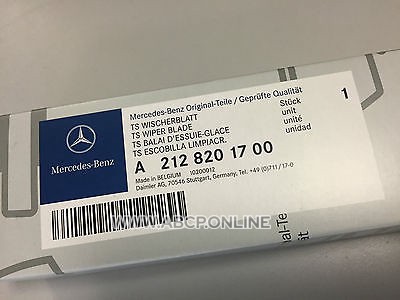 Mercedes-Benz Original-Teile / Geprüfte Qualität
TS WISCHERBLATT Stück 1
TS WIPER BLADE unit
TS BALAI D'ESSUIE-GLACE unité
TS ESCOBILLA LIMPIACR. unidad
A 212 820 17 00
Made in BELGIUM 10200012
Daimler AG, 70546 Stuttgart, Germany, Tel. +49 (0)711/17-0
Mercedes-Benz
WWW.ABCP.ONLINE